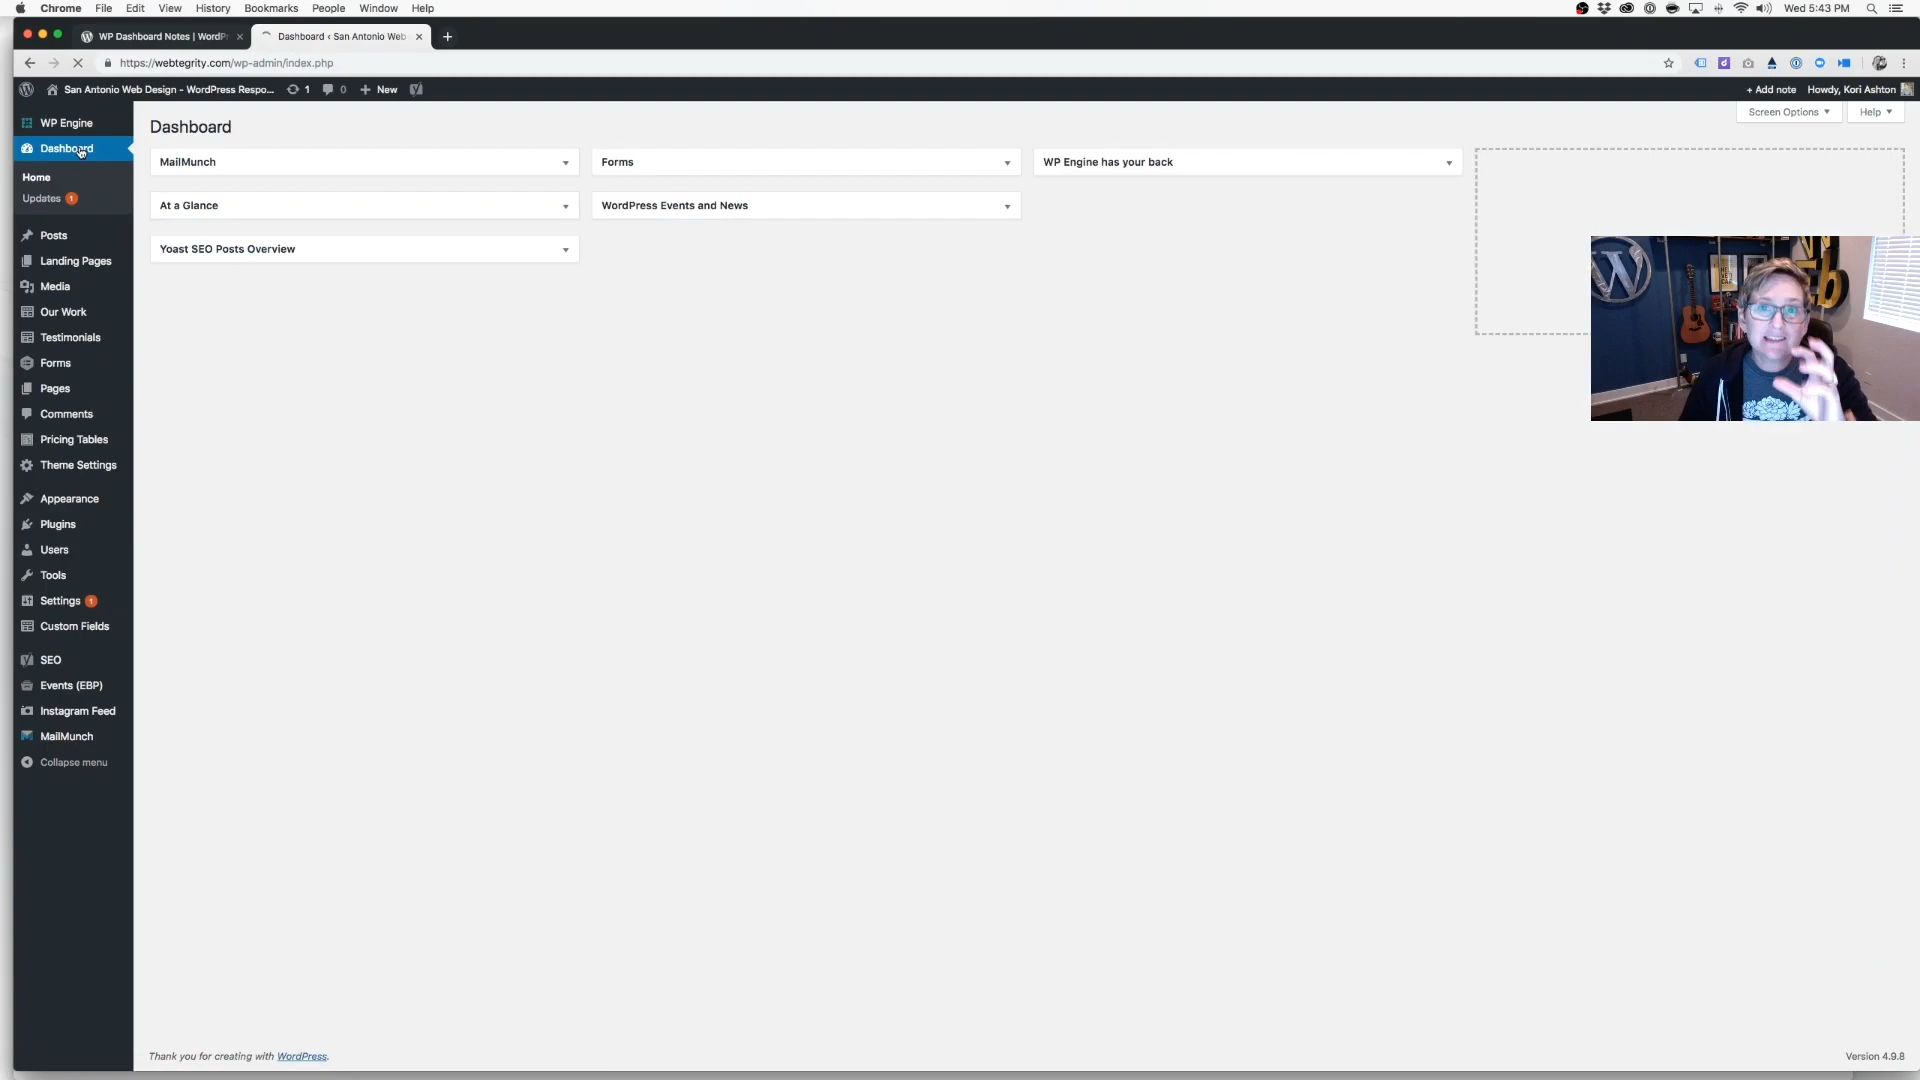 Chrome File Edit View History Bookmarks People Window Help Wed 5:43 PM
WP Dashboard Notes | WordPr Dashboard ‹ San Antonio Web
https://webtegrity.com/wp-admin/index.php
San Antonio Web Design - WordPress Respo... 1 0 New + Add note Howdy, Kori Ashton
Screen Options Help
WP Engine
Dashboard
Home
Updates 1
Posts
Landing Pages
Media
Our Work
Testimonials
Forms
Pages
Comments
Pricing Tables
Theme Settings
Appearance
Plugins
Users
Tools
Settings 1
Custom Fields
SEO
Events (EBP)
Instagram Feed
MailMunch
Collapse menu
Dashboard
MailMunch
At a Glance
Yoast SEO Posts Overview
Forms
WordPress Events and News
WP Engine has your back
Thank you for creating with WordPress.
Version 4.9.8